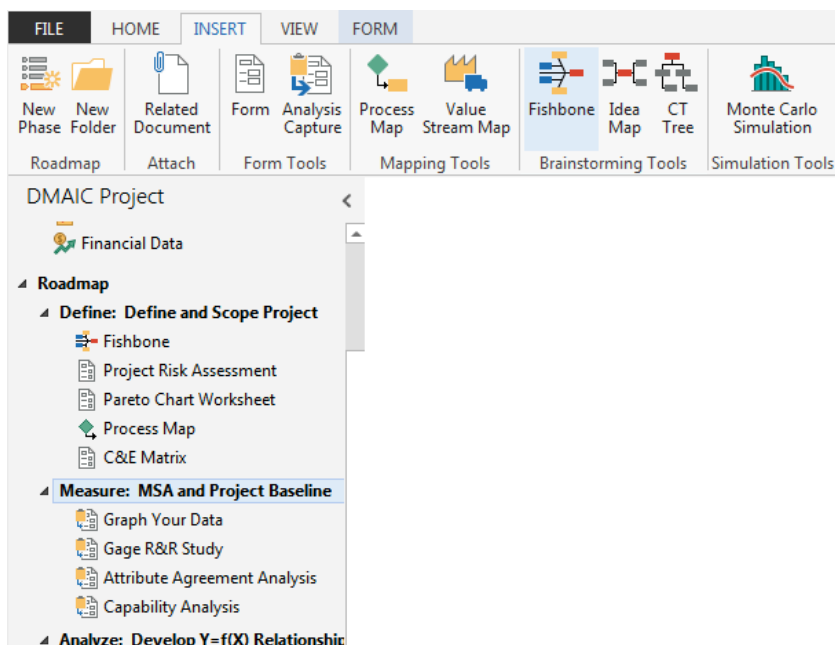 FILE HOME INSERT VIEW FORM
New Phase
New Folder
Related Document
Form
Analysis Capture
Process Map
Value Stream Map
Fishbone
Idea Map
CT Tree
Monte Carlo Simulation
Roadmap Attach Form Tools Mapping Tools Brainstorming Tools Simulation Tools
DMAIC Project
Financial Data
Roadmap
Define: Define and Scope Project
Fishbone
Project Risk Assessment
Pareto Chart Worksheet
Process Map
C&E Matrix
Measure: MSA and Project Baseline
Graph Your Data
Gage R&R Study
Attribute Agreement Analysis
Capability Analysis
Analyze: Develop Y=f(X) Relationship